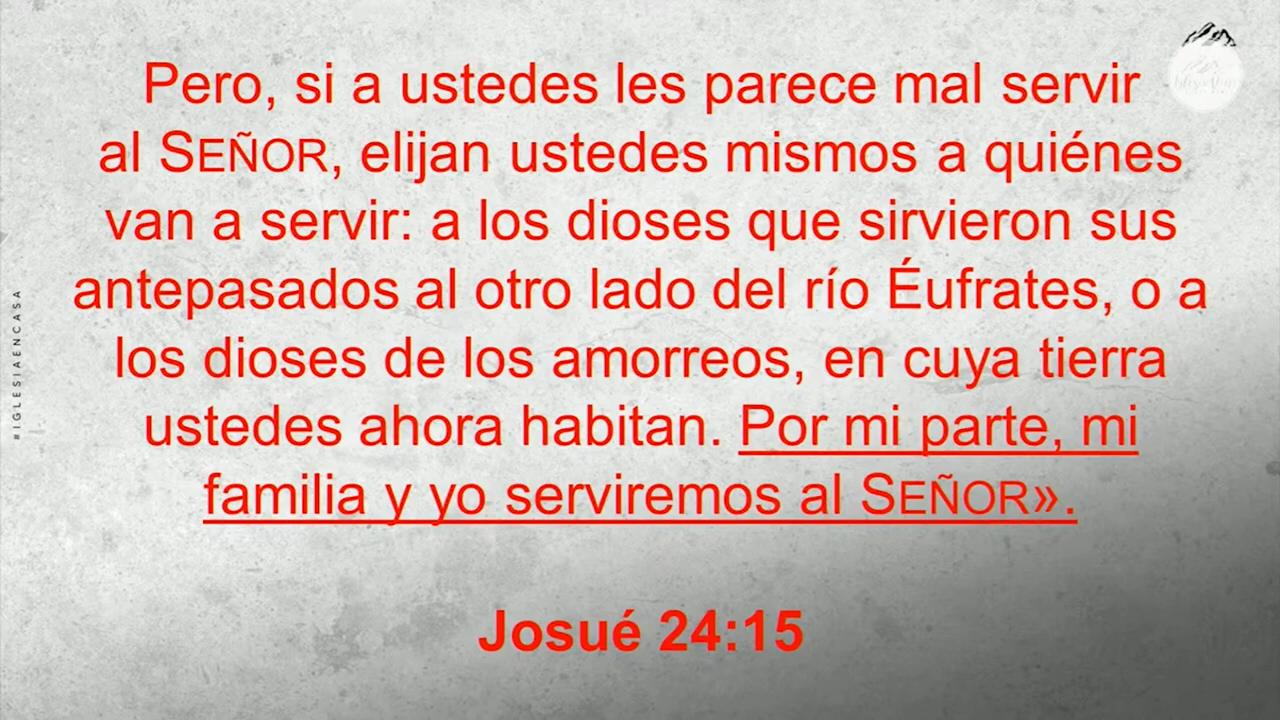 Pero, si a ustedes les parece mal servir
al SEÑOR, elijan ustedes mismos a quiénes
van a servir: a los dioses que sirvieron sus
antepasados al otro lado del río Éufrates, o a
los dioses de los amorreos, en cuya tierra
ustedes ahora habitan. Por mi parte, mi
familia y yo serviremos al SEÑOR».
Josué 24:15
#IGLESIAENCASA